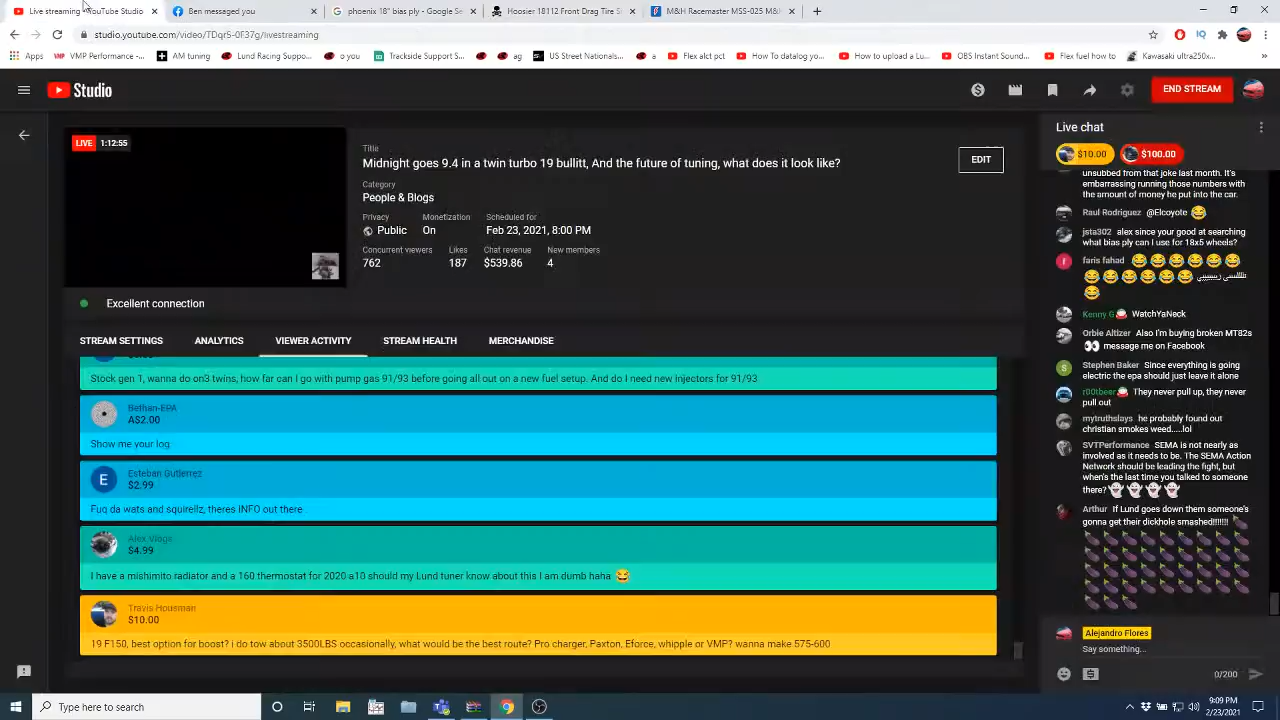 Live streaming - YouTube Studio
Ben messaged you
phoenix 18" bias ply - Google Se
Hoosier 18112 Front Drag Tire S
M&H Racemaster MSS-025 M&
studio.youtube.com/video/TDqrS-0F37g/livestreaming
Apps
VMP Performance -...
AM tuning
Lund Racing Suppo...
o you
Trackside Support S...
ag
US Street Nationals...
a
Flex alct pct
How To datalog yo...
How to upload a Lu...
OBS Instant Sound...
Flex fuel how to
Kawasaki ultra250x...
Studio
END STREAM
LIVE 1:12:55
Title
Midnight goes 9.4 in a twin turbo 19 bullitt, And the future of tuning, what does it look like?
EDIT
Category
People & Blogs
Privacy Monetization Scheduled for
Public On Feb 23, 2021, 8:00 PM
Concurrent viewers Likes Chat revenue New members
762 187 $539.86 4
Excellent connection
STREAM SETTINGS ANALYTICS VIEWER ACTIVITY STREAM HEALTH MERCHANDISE
Stock gen 1, wanna do on3 twins, how far can I go with pump gas 91/93 before going all out on a new fuel setup. And do I need new injectors for 91/93
Bethan-EPA
A$2.00
Show me your log
Esteban Gutierrez
$2.99
Fuq da wats and squirellz, theres INFO out there
Alex Vlogs
$4.99
I have a mishimito radiator and a 160 thermostat for 2020 a10 should my Lund tuner know about this I am dumb haha 😂
Travis Housman
$10.00
19 F150, best option for boost? i do tow about 3500LBS occasionally, what would be the best route? Pro charger, Paxton, Eforce, whipple or VMP? wanna make 575-600
Live chat
$10.00 $100.00
unsubbed from that joke last month. It's
embarrassing running those numbers with
the amount of money he put into the car.
Raul Rodriguez @Elcoyote 😂
jsta302 alex since your good at searching
what bias ply can I use for 18x5 wheels?
faris fahad
Kenny G WatchYaNeck
Orbie Altizer Also I'm buying broken MT82s
👀 message me on Facebook
Stephen Baker Since everything is going
electric the epa should just leave it alone
r00tbeer They never pull up, they never
pull out
mytruthslays he probably found out
christian smokes weed.....lol
SVTPerformance SEMA is not nearly as
involved as it needs to be. The SEMA Action
Network should be leading the fight, but
when's the last time you talked to someone
there? 👻👻👻👻
Arthur If Lund goes down them someone's
gonna get their dickhole smashed!!!!!!! 🍆
Alejandro Flores
Say something...
0/200
Type here to search
9:09 PM
2/23/2021